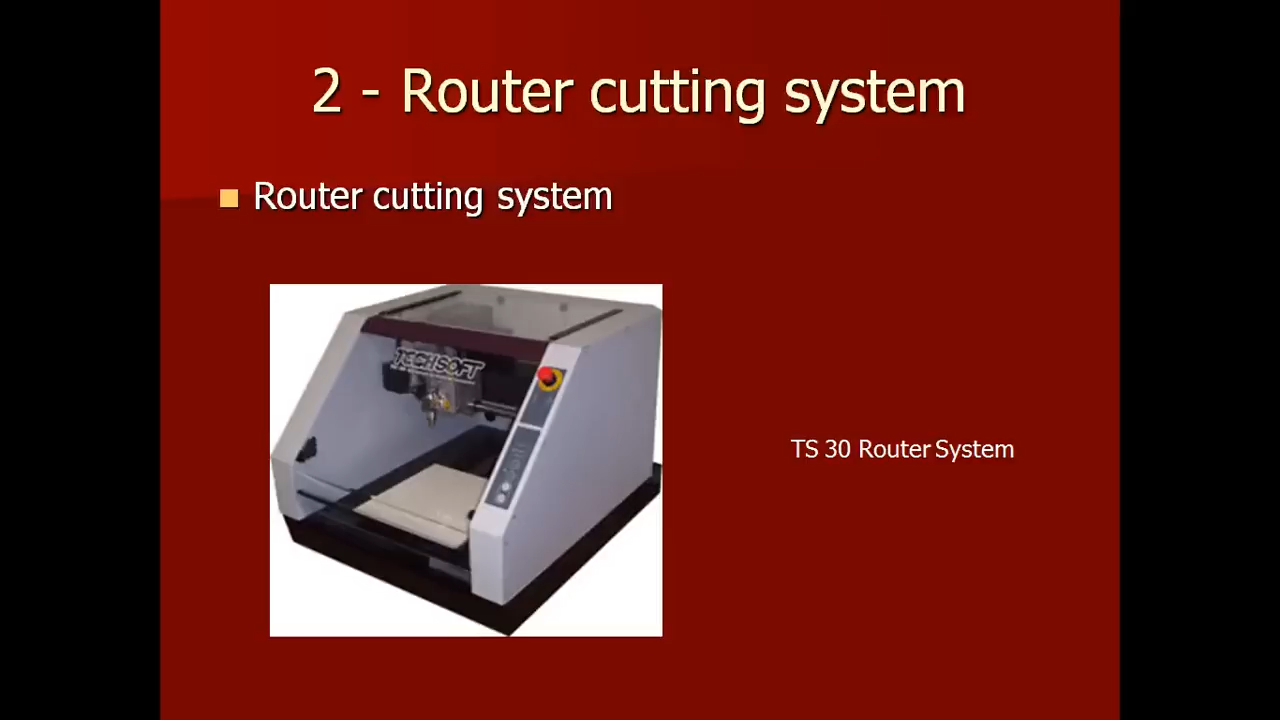 2 - Router cutting system
Router cutting system
TECHSOFT
TS 30 Router System